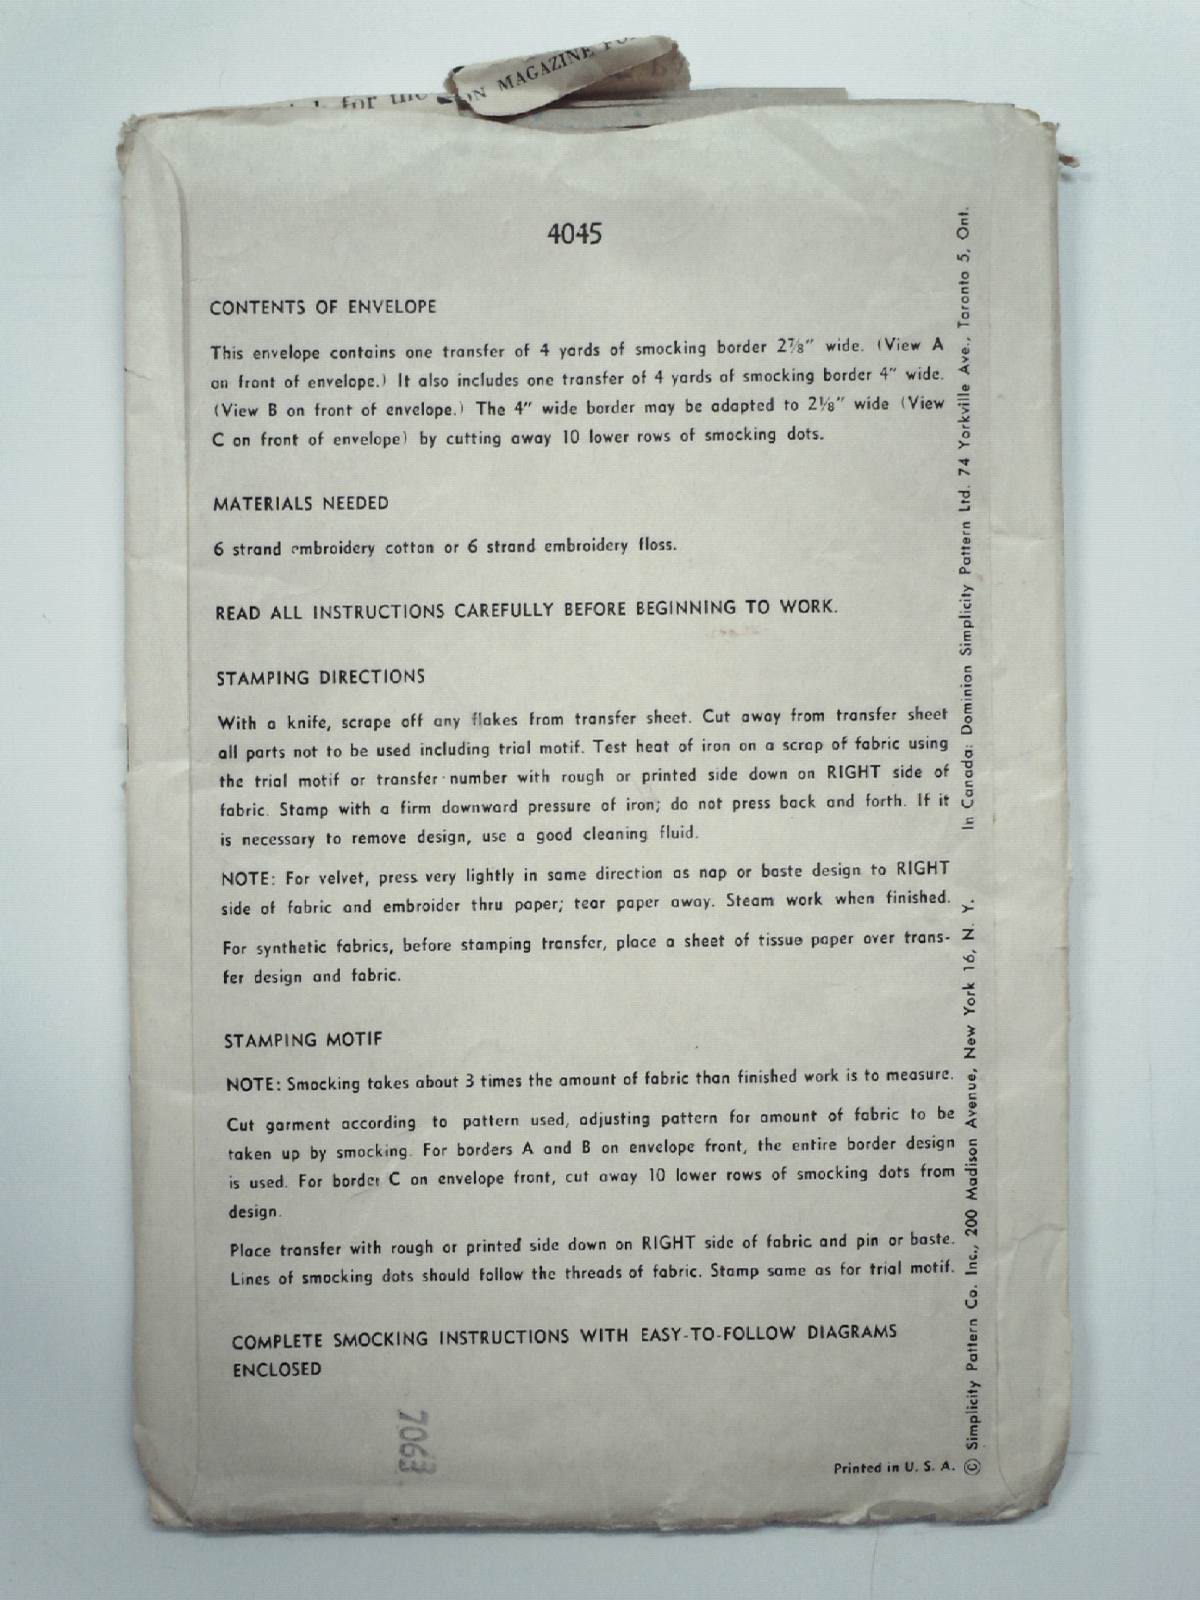 ON MAGAZINE
for the
4045
CONTENTS OF ENVELOPE
This envelope contains one transfer of 4 yards of smocking border 2⅞" wide. (View A
on front of envelope.) It also includes one transfer of 4 yards of smocking border 4" wide.
(View B on front of envelope.) The 4" wide border may be adapted to 2⅛" wide (View
C on front of envelope) by cutting away 10 lower rows of smocking dots.
MATERIALS NEEDED
6 strand embroidery cotton or 6 strand embroidery floss.
READ ALL INSTRUCTIONS CAREFULLY BEFORE BEGINNING TO WORK.
STAMPING DIRECTIONS
With a knife, scrape off any flakes from transfer sheet. Cut away from transfer sheet
all parts not to be used including trial motif. Test heat of iron on a scrap of fabric using
the trial motif or transfer number with rough or printed side down on RIGHT side of
fabric. Stamp with a firm downward pressure of iron; do not press back and forth. If it
is necessary to remove design, use a good cleaning fluid.
NOTE: For velvet, press very lightly in same direction as nap or baste design to RIGHT
side of fabric and embroider thru paper; tear paper away. Steam work when finished.
For synthetic fabrics, before stamping transfer, place a sheet of tissue paper over trans-
fer design and fabric.
STAMPING MOTIF
NOTE: Smocking takes about 3 times the amount of fabric than finished work is to measure.
Cut garment according to pattern used, adjusting pattern for amount of fabric to be
taken up by smocking. For borders A and B on envelope front, the entire border design
is used. For border C on envelope front, cut away 10 lower rows of smocking dots from
design.
Place transfer with rough or printed side down on RIGHT side of fabric and pin or baste.
Lines of smocking dots should follow the threads of fabric. Stamp same as for trial motif.
COMPLETE SMOCKING INSTRUCTIONS WITH EASY-TO-FOLLOW DIAGRAMS
ENCLOSED
7063
Printed in U. S. A.
© Simplicity Pattern Co. Inc., 200 Madison Avenue, New York 16, N. Y. In Canada: Dominion Simplicity Pattern Ltd. 74 Yorkville Ave., Toronto 5, Ont.